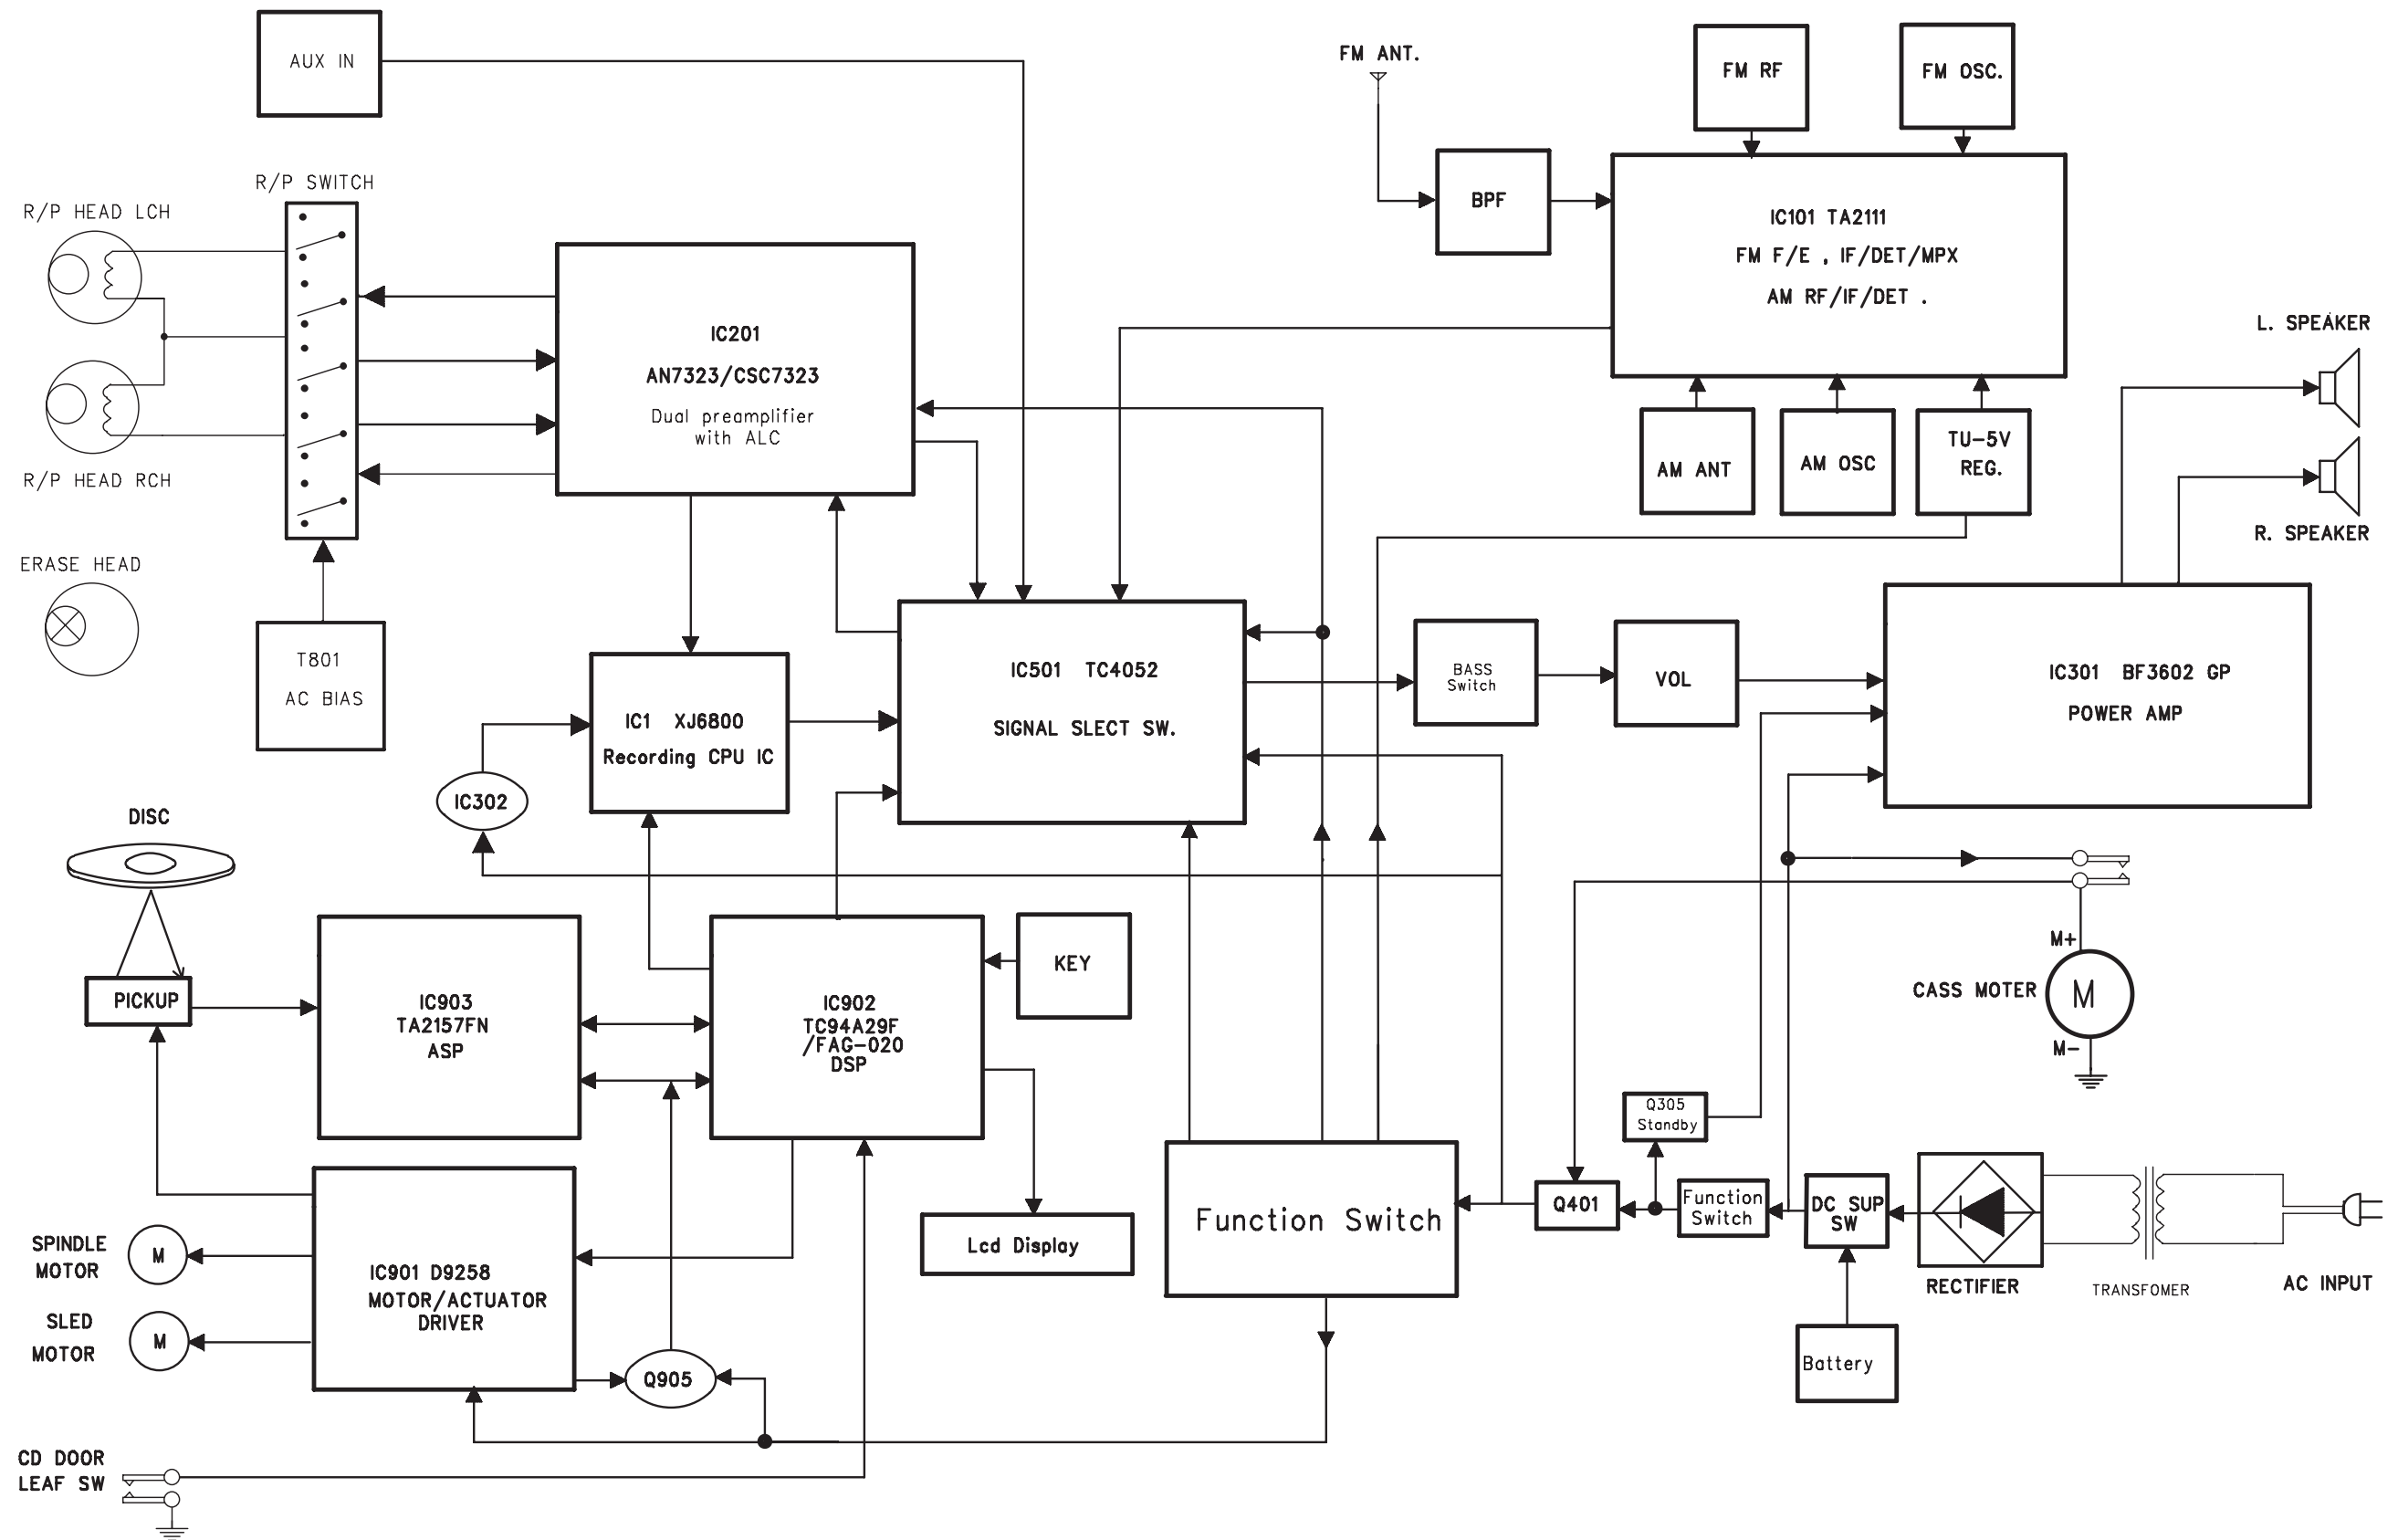 AUX IN
FM ANT.
FM RF
FM OSC.
R/P SWITCH
R/P HEAD LCH
BPF
IC101 TA2111
FM F/E , IF/DET/MPX
AM RF/IF/DET .
IC201
AN7323/CSC7323
Dual preamplifier
with ALC
L. SPEAKER
R/P HEAD RCH
AM ANT
AM OSC
TU-5V
REG.
R. SPEAKER
ERASE HEAD
T801
AC BIAS
IC1 XJ6800
Recording CPU IC
IC501 TC4052
SIGNAL SLECT SW.
BASS
Switch
VOL
IC301 BF3602 GP
POWER AMP
IC302
DISC
PICKUP
IC903
TA2157FN
ASP
IC902
TC94A29F
/FAG-020
DSP
KEY
M+
CASS MOTER
M
M-
Q305
Standby
Function Switch
Q401
Function
Switch
DC SUP
SW
RECTIFIER
TRANSFOMER
AC INPUT
Lcd Display
SPINDLE
MOTOR
M
IC901 D9258
MOTOR/ACTUATOR
DRIVER
SLED
MOTOR
M
Q905
Battery
CD DOOR
LEAF SW